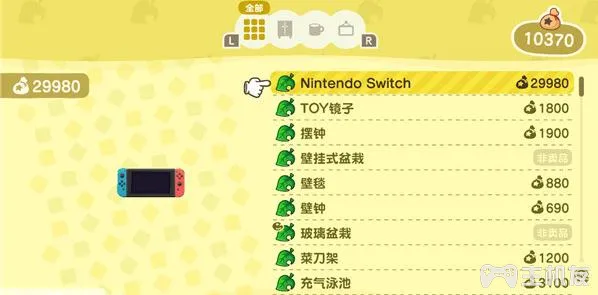 全部
L R
10370
29980
Nintendo Switch 29980
TOY镜子 1800
摆钟 1900
壁挂式盆栽 非卖品
壁毯 880
壁钟 690
玻璃盆栽 非卖品
菜刀架 1200
充气泳池 3100